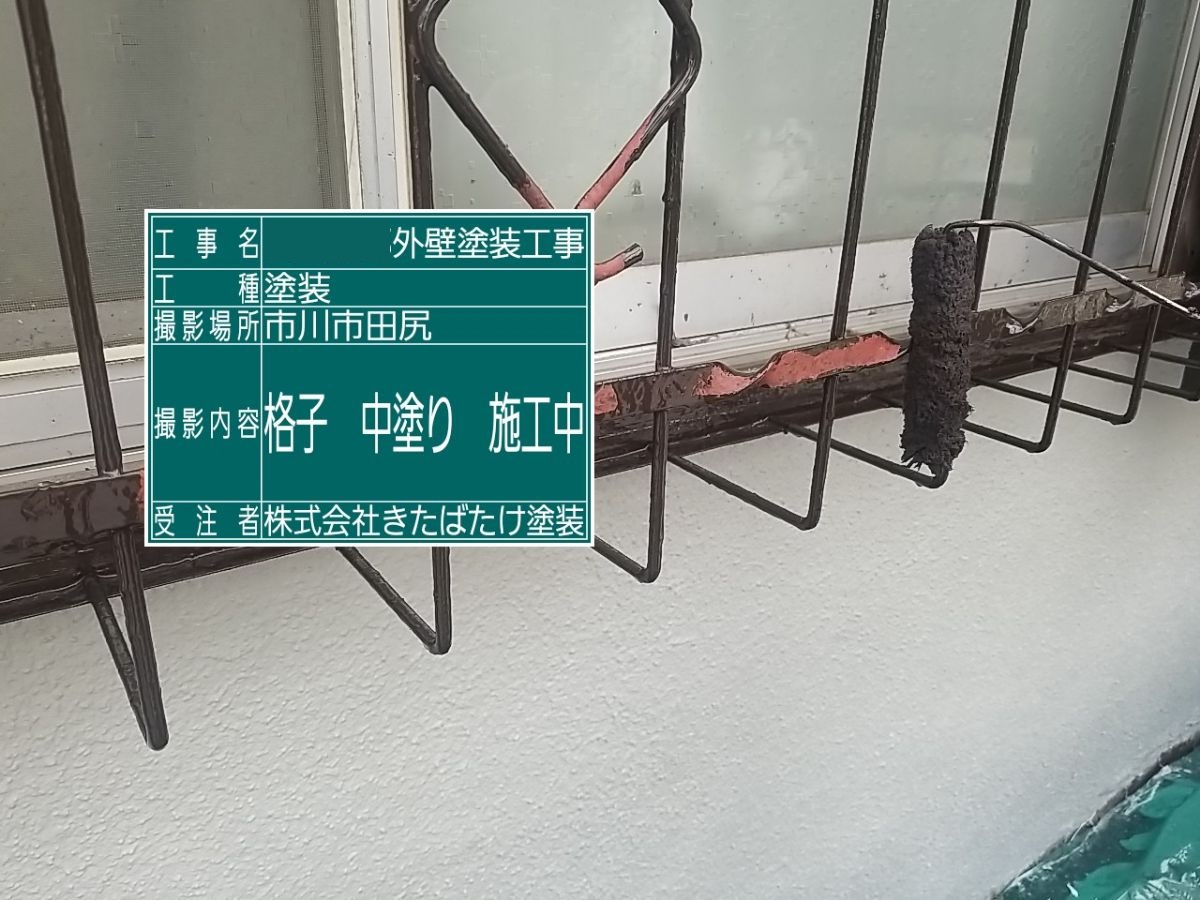 工事名 外壁塗装工事
工種 塗装
撮影場所 市川市田尻
撮影内容 格子 中塗り 施工中
受注者 株式会社きたばたけ塗装